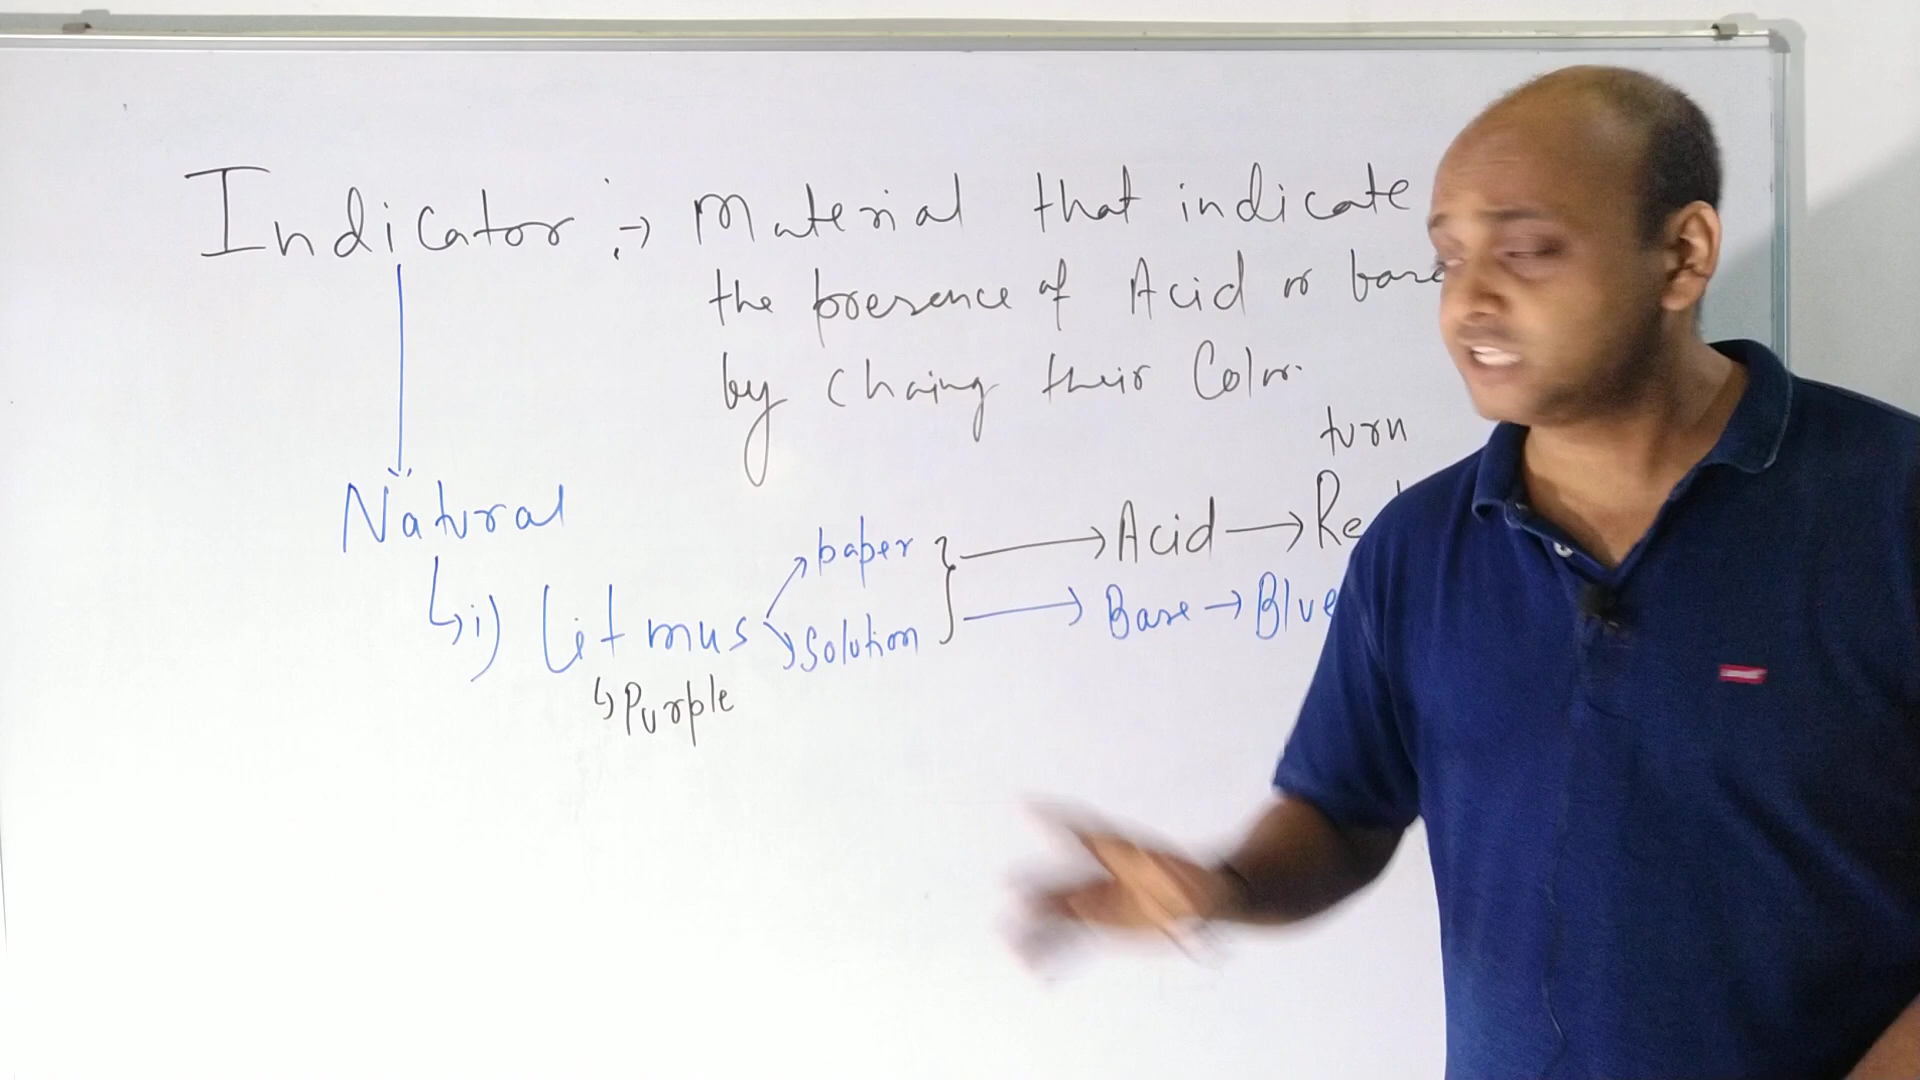 Indicator :→ Material that indicate
the presence of Acid or base
by chaing their Color.
turn
Natural
paper } → Acid → Re
↳ i) Litmus
Solution → Base → Blue
↳ Purple